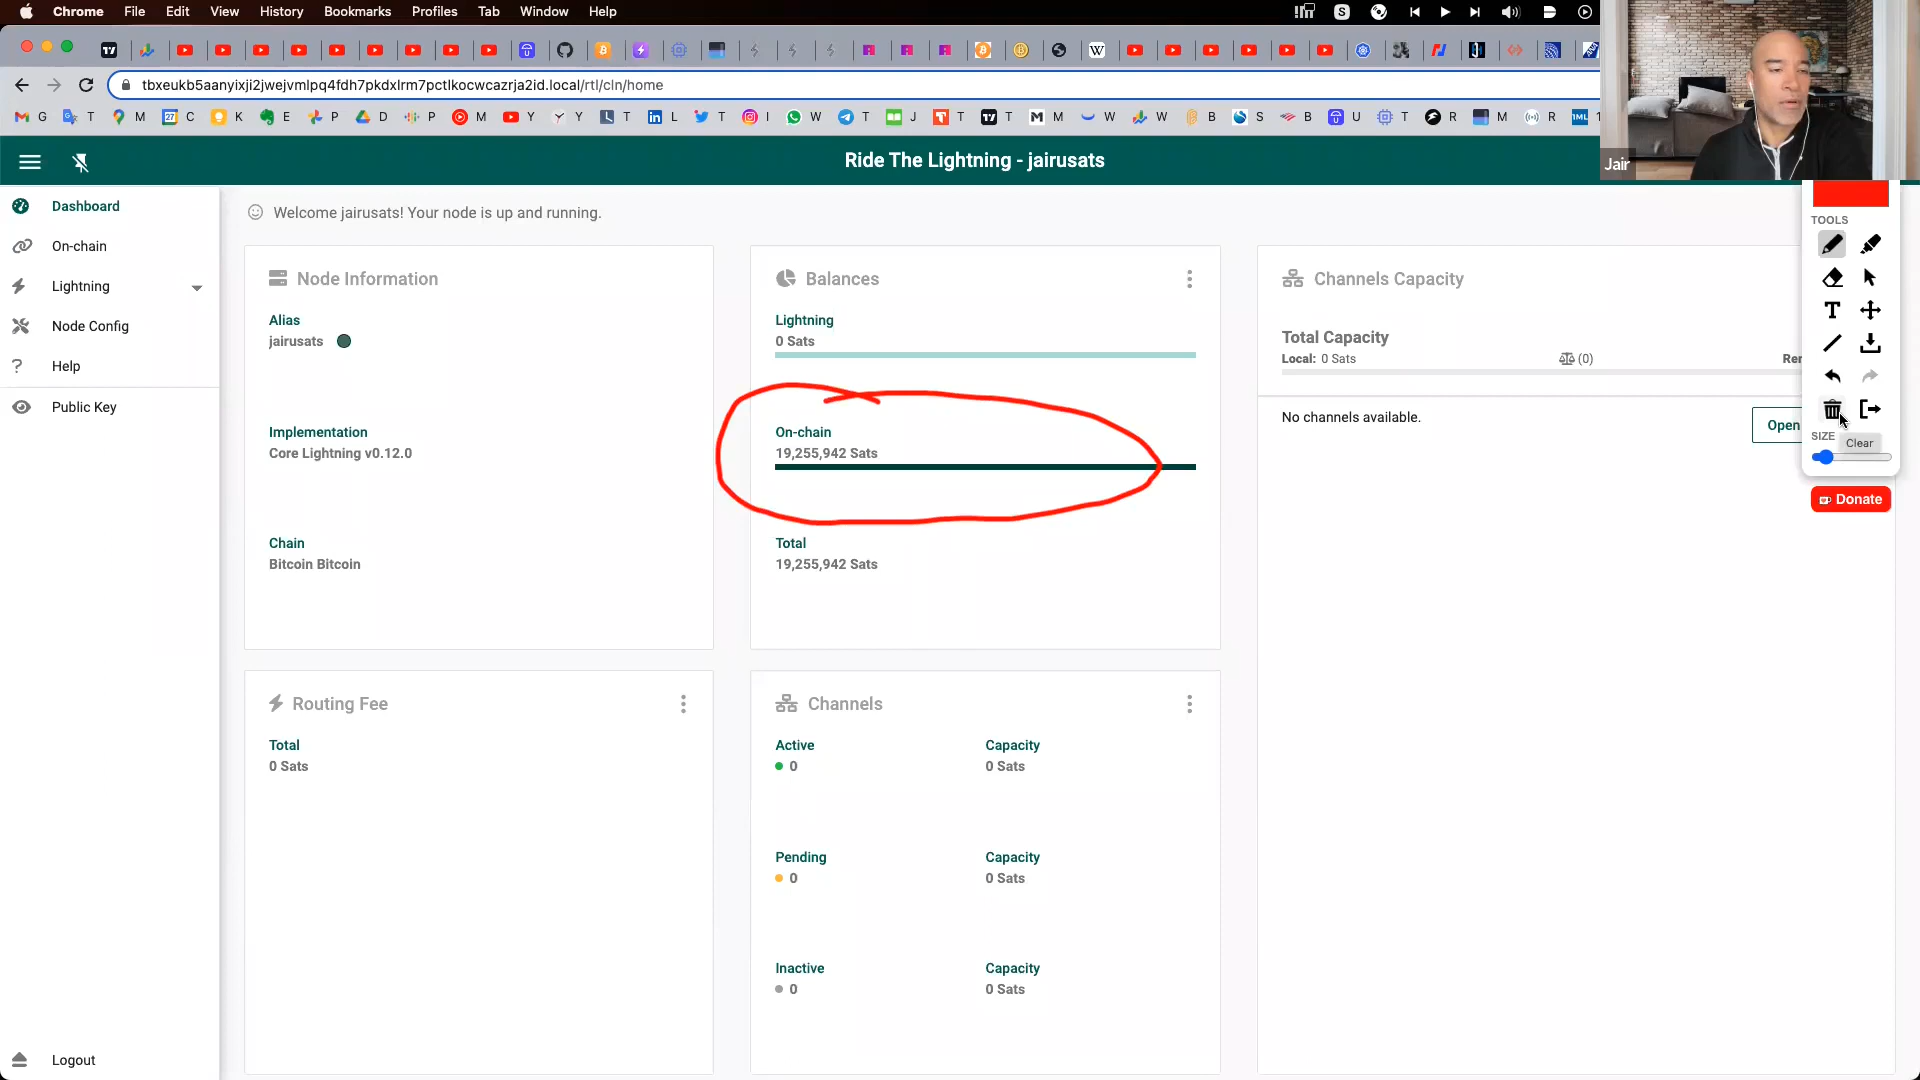 Chrome File Edit View History Bookmarks Profiles Tab Window Help
tbxeukb5aanyixji2jwejvmlpq4fdh7pkdxlrm7pctlkocwcazrja2id.local/rtl/cln/home
G T M C K E P D P M Y Y T L T I W T J T T M W W B S B U T R M R 1
Jair
Ride The Lightning - jairusats
Dashboard
On-chain
Lightning
Node Config
Help
Public Key
Logout
Welcome jairusats! Your node is up and running.
Node Information
Alias
jairusats
Implementation
Core Lightning v0.12.0
Chain
Bitcoin Bitcoin
Balances
Lightning
0 Sats
On-chain
19,255,942 Sats
Total
19,255,942 Sats
Channels Capacity
Total Capacity
Local: 0 Sats (0) Rer
No channels available.
Open
TOOLS
SIZE
Clear
Donate
Routing Fee
Total
0 Sats
Channels
Active Capacity
0 0 Sats
Pending Capacity
0 0 Sats
Inactive Capacity
0 0 Sats